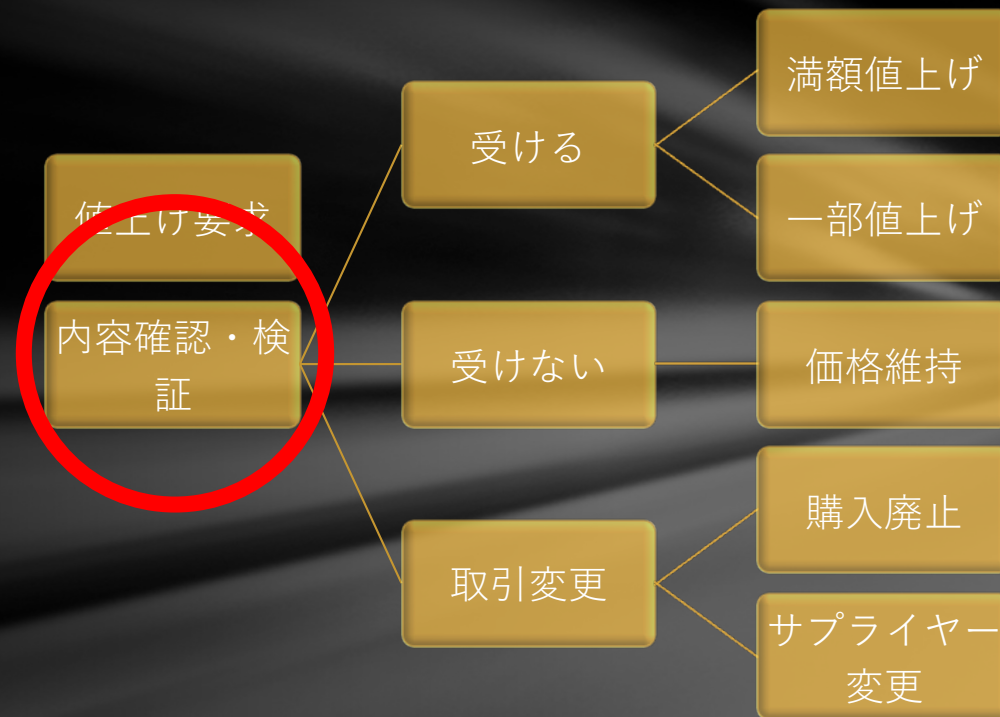 値上げ要求
内容確認・検
証
受ける
受けない
取引変更
満額値上げ
一部値上げ
価格維持
購入廃止
サプライヤー
変更